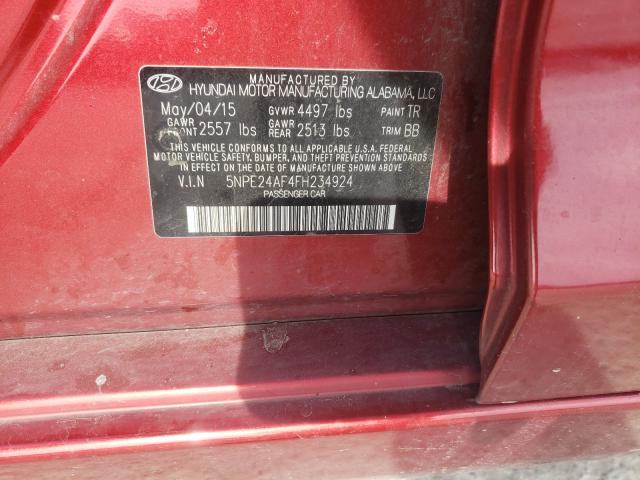 MANUFACTURED BY
HYUNDAI MOTOR MANUFACTURING ALABAMA, LLC
May/04/15 GVWR 4497 lbs PAINT TR
GAWR FRONT 2557 lbs GAWR REAR 2513 lbs TRIM BB
THIS VEHICLE CONFORMS TO ALL APPLICABLE U.S.A. FEDERAL
MOTOR VEHICLE SAFETY, BUMPER, AND THEFT PREVENTION STANDARDS
IN EFFECT ON THE DATE OF MANUFACTURE SHOWN ABOVE.
V.I.N 5NPE24AF4FH234924
PASSENGER CAR